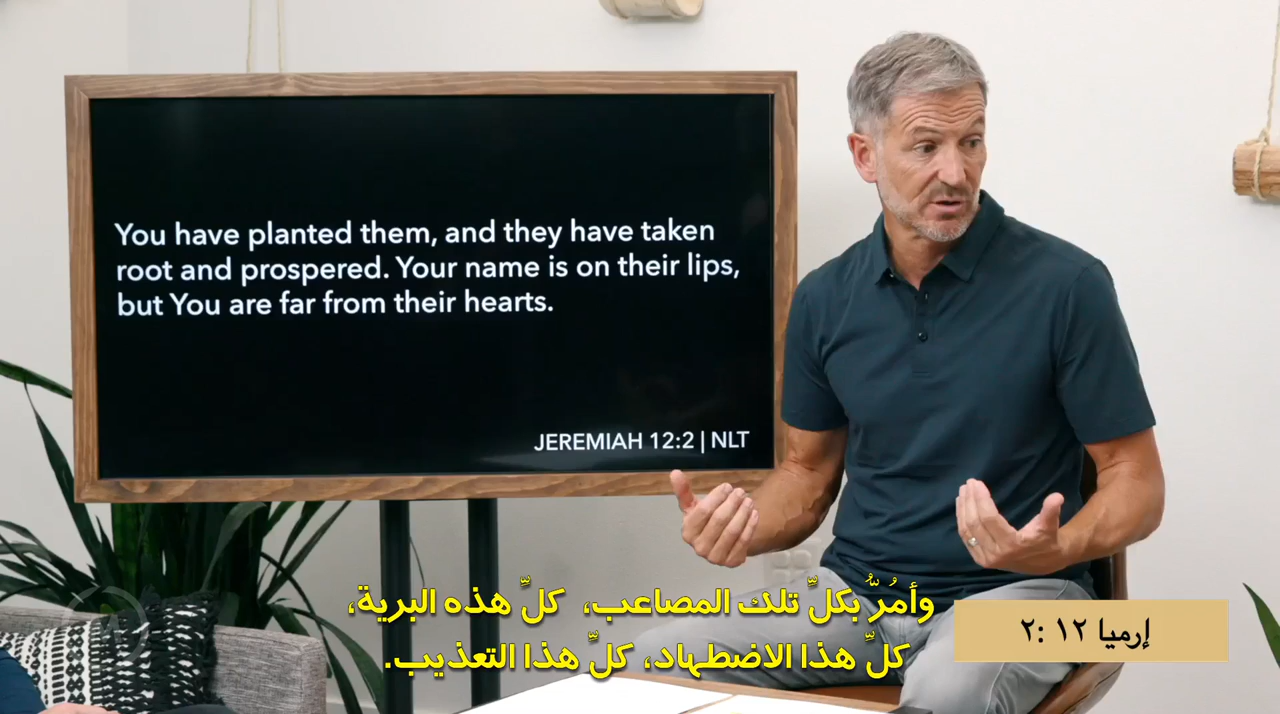 You have planted them, and they have taken
root and prospered. Your name is on their lips,
but You are far from their hearts.
JEREMIAH 12:2 | NLT
وأمُرُّ بكلِّ تلك المصاعب، كلِّ هذه البرية،
كلِّ هذا الاضطهاد، كلِّ هذا التعذيب.
إرميا ١٢ :٢